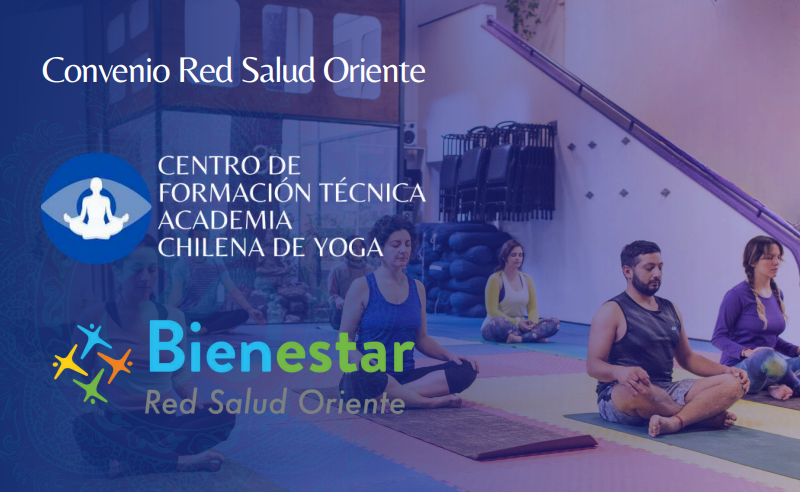 Convenio Red Salud Oriente
CENTRO DE
FORMACIÓN TÉCNICA
ACADEMIA
CHILENA DE YOGA
Bienestar
Red Salud Oriente